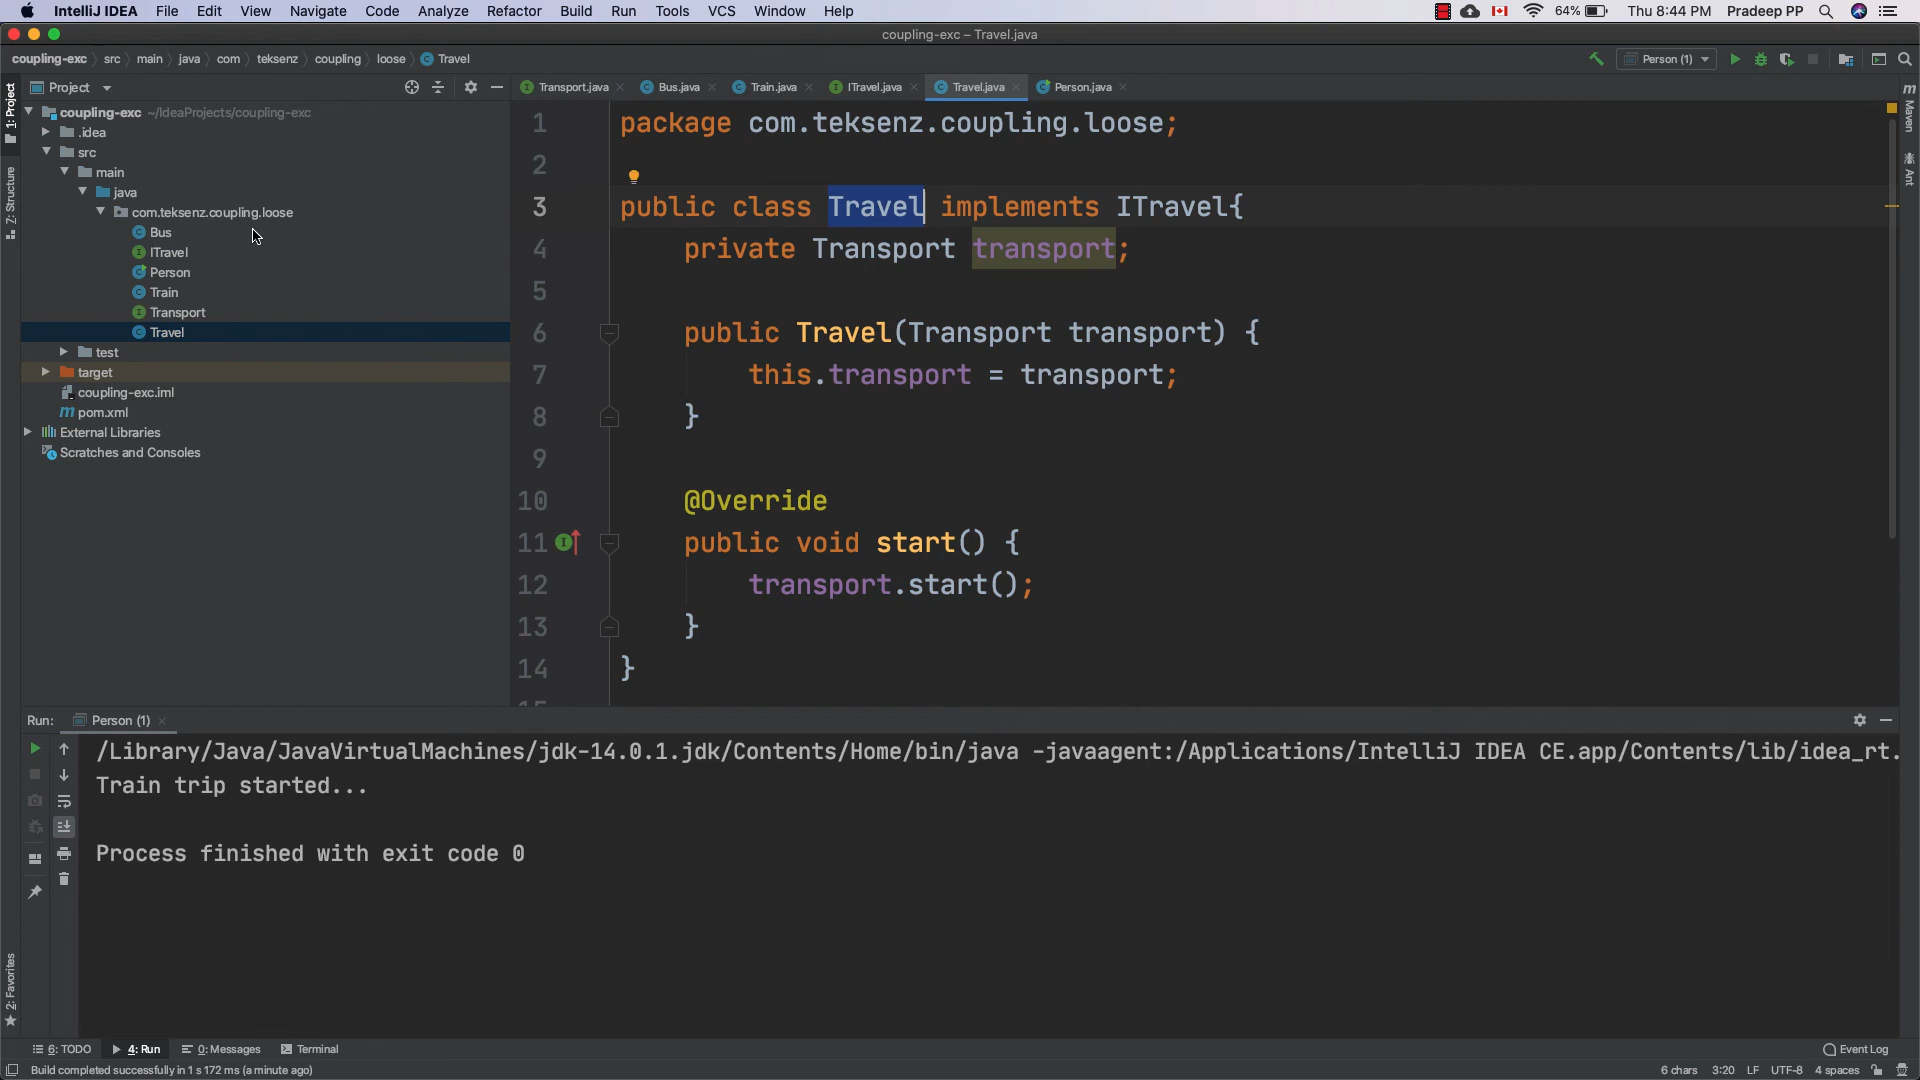 IntelliJ IDEA File Edit View Navigate Code Analyze Refactor Build Run Tools VCS Window Help 64% Thu 8:44 PM Pradeep PP
coupling-exc – Travel.java
coupling-exc src main java com teksenz coupling loose Travel Person (1)
Project Transport.java Bus.java Train.java ITravel.java Travel.java Person.java
coupling-exc ~/IdeaProjects/coupling-exc
.idea
src
main
java
com.teksenz.coupling.loose
Bus
ITravel
Person
Train
Transport
Travel
test
target
coupling-exc.iml
pom.xml
External Libraries
Scratches and Consoles
1: Project
7: Structure
2: Favorites
Maven
Ant
1 package com.teksenz.coupling.loose;
2
3 public class Travel implements ITravel{
4 private Transport transport;
5
6 public Travel(Transport transport) {
7 this.transport = transport;
8 }
9
10 @Override
11 public void start() {
12 transport.start();
13 }
14 }
15
Run: Person (1)
/Library/Java/JavaVirtualMachines/jdk-14.0.1.jdk/Contents/Home/bin/java -javaagent:/Applications/IntelliJ IDEA CE.app/Contents/lib/idea_rt.
Train trip started...
Process finished with exit code 0
6: TODO 4: Run 0: Messages Terminal Event Log
Build completed successfully in 1 s 172 ms (a minute ago) 6 chars 3:20 LF UTF-8 4 spaces